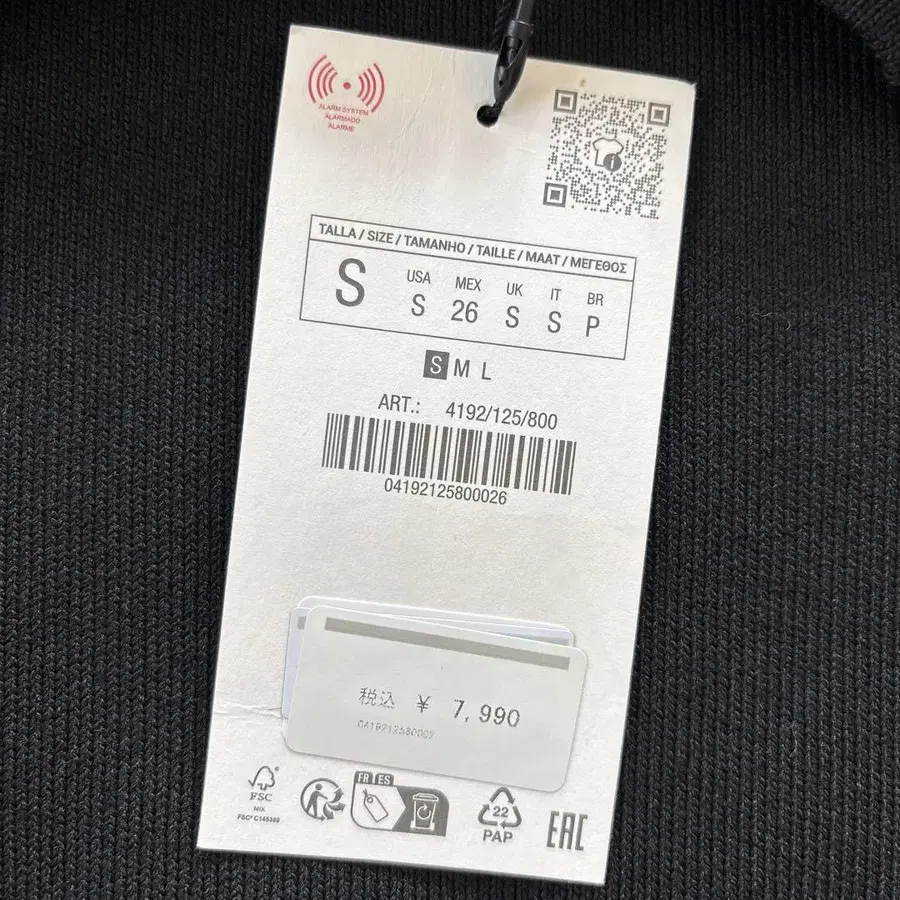 ALARM SYSTEM
ALARMADO
ALARME
TALLA / SIZE / TAMANHO / TAILLE / MAAT / ΜΕΓΕΘΟΣ
S
USA MEX UK IT BR
S 26 S S P
S M L
ART.: 4192/125/800
04192125800026
税込 ¥ 7,990
FSC
MIX
FR ES
22
PAP
EAC